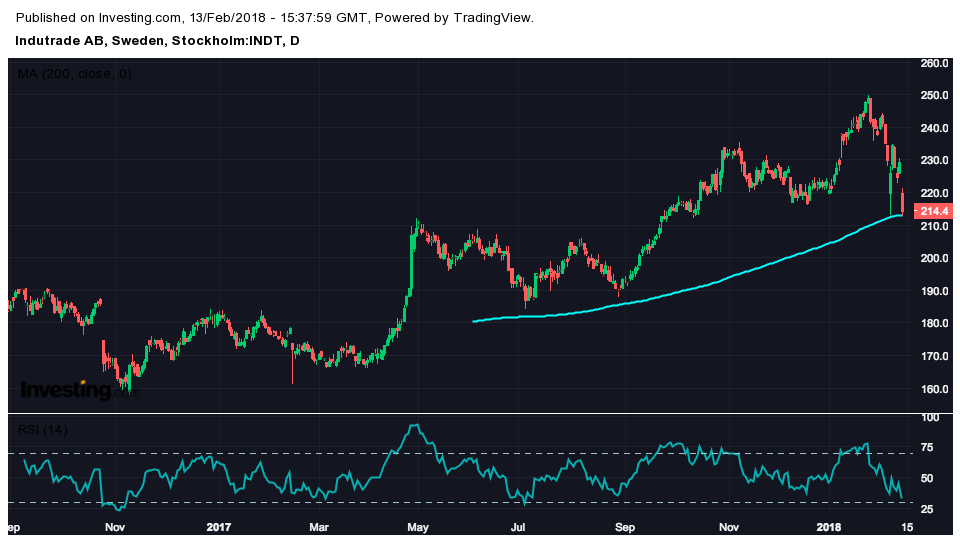 Published on Investing.com, 13/Feb/2018 - 15:37:59 GMT, Powered by TradingView.
Indutrade AB, Sweden, Stockholm:INDT, D
MA (200, close, 0)
260.0
250.0
240.0
230.0
220.0
214.4
210.0
200.0
190.0
180.0
170.0
160.0
Investing.com
RSI (14)
100
75
50
25
ep Nov 2017 Mar May Jul Sep Nov 2018 15